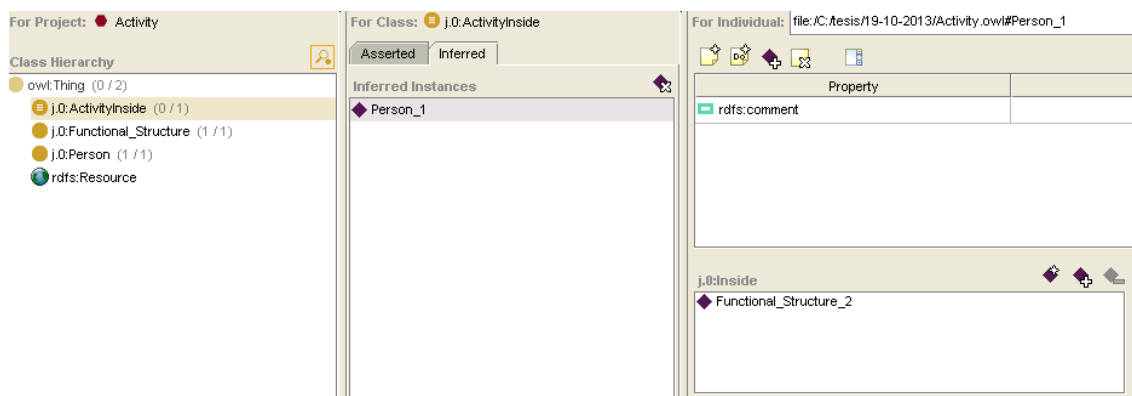 For Project: Activity
Class Hierarchy
owl:Thing (0 / 2)
j.0:ActivityInside (0 / 1)
j.0:Functional_Structure (1 / 1)
j.0:Person (1 / 1)
rdfs:Resource
For Class: j.0:ActivityInside
Asserted Inferred
Inferred Instances
Person_1
For Individual: file:/C:/tesis/19-10-2013/Activity.owl#Person_1
Property
rdfs:comment
j.0:Inside
Functional_Structure_2